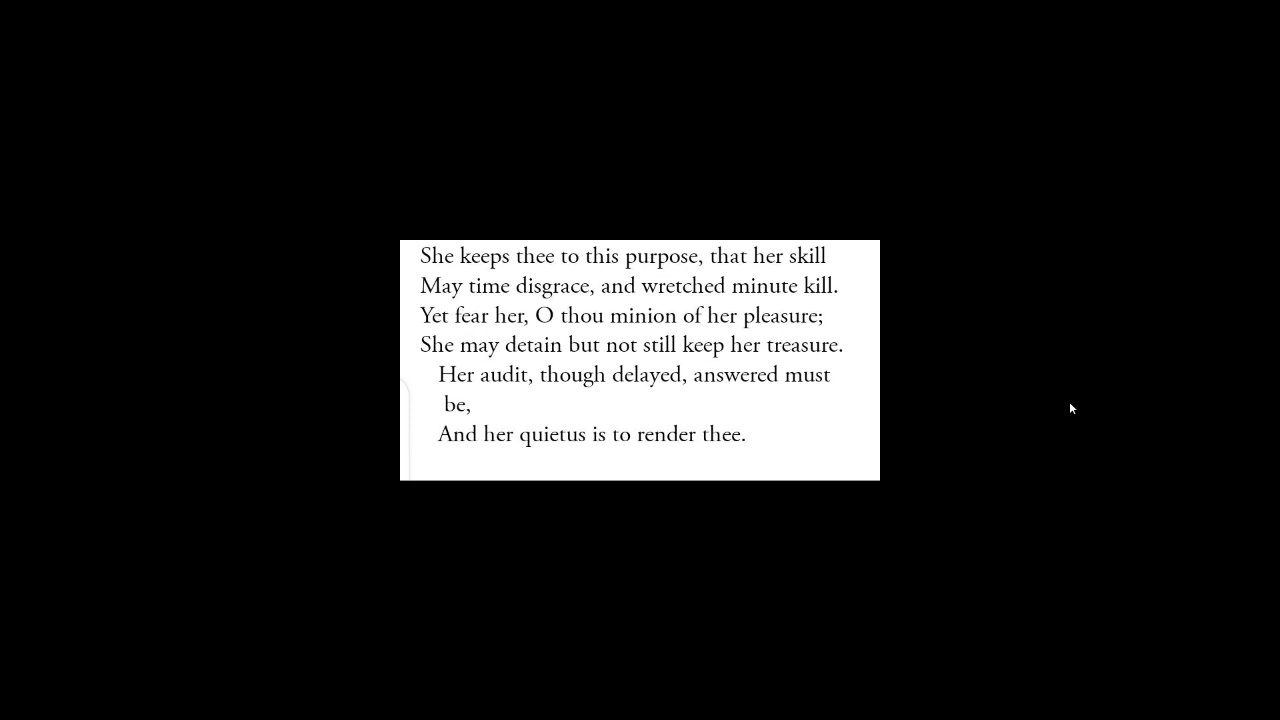 She keeps thee to this purpose, that her skill
May time disgrace, and wretched minute kill.
Yet fear her, O thou minion of her pleasure;
She may detain but not still keep her treasure.
Her audit, though delayed, answered must
be,
And her quietus is to render thee.